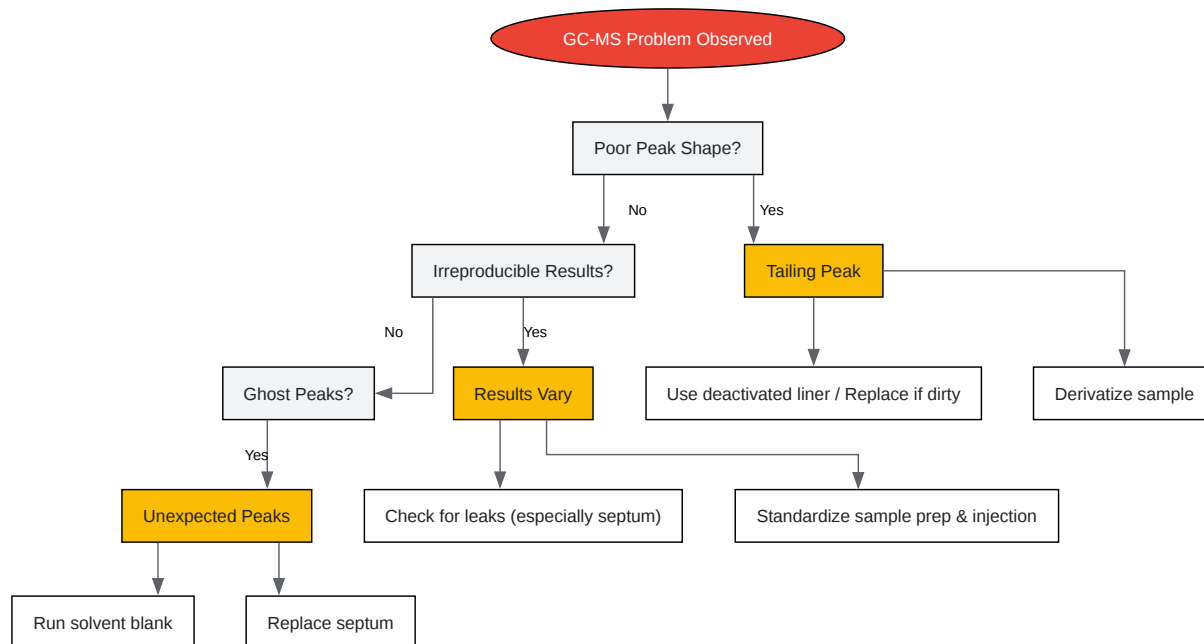 GC-MS Problem Observed
Poor Peak Shape?
No
Yes
Irreproducible Results?
Tailing Peak
No
Yes
Ghost Peaks?
Results Vary
Use deactivated liner / Replace if dirty
Derivatize sample
Yes
Unexpected Peaks
Check for leaks (especially septum)
Standardize sample prep & injection
Run solvent blank
Replace septum